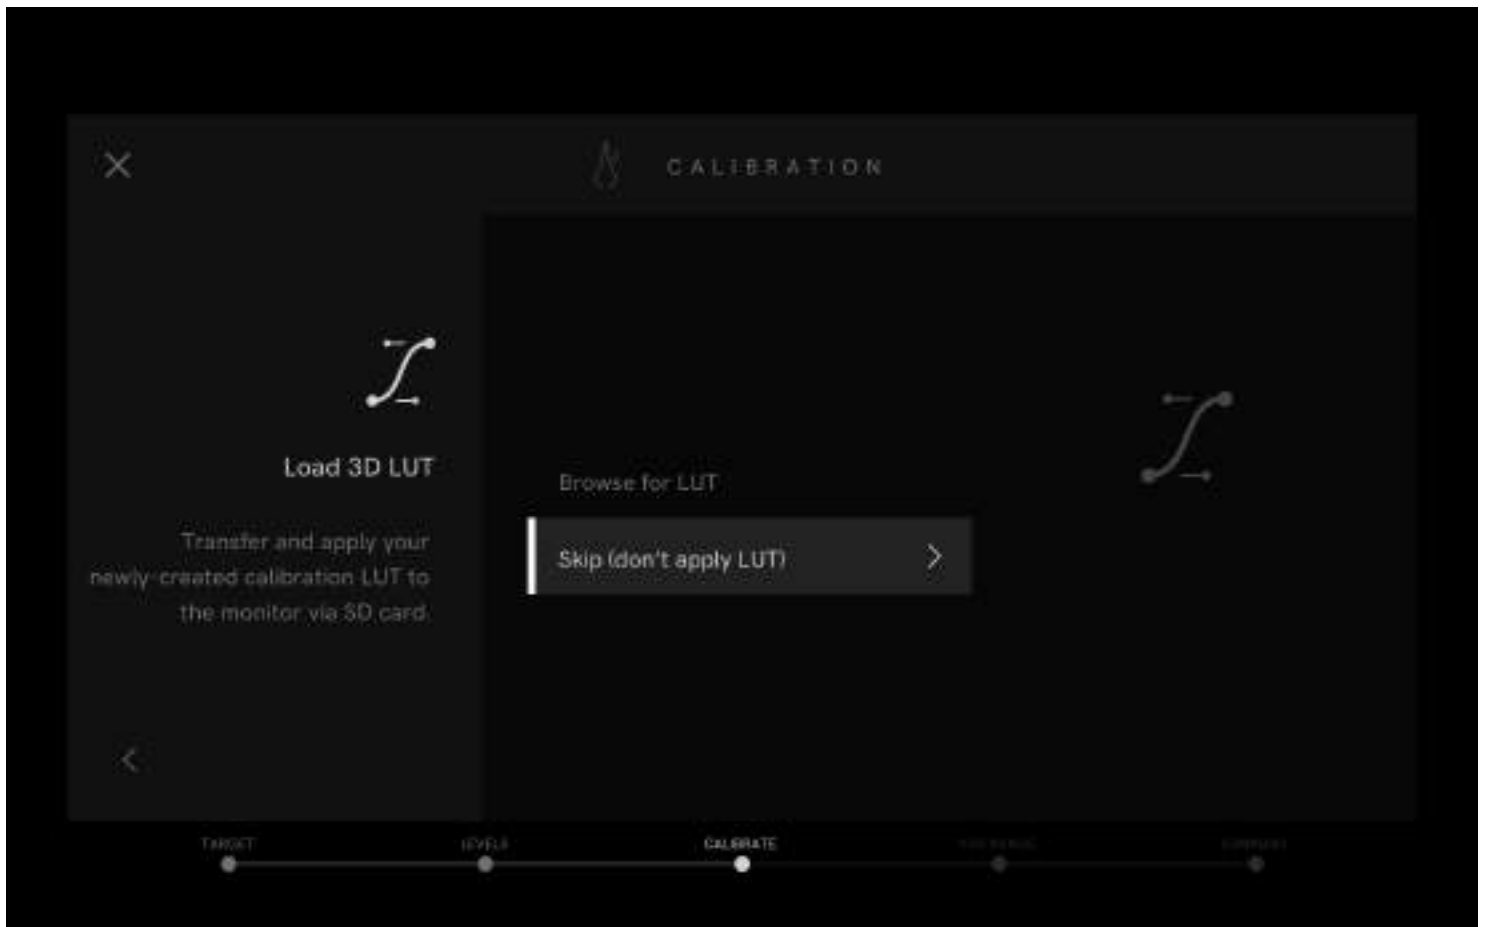 CALIBRATION
Load 3D LUT
Transfer and apply your
newly-created calibration LUT to
the monitor via SD card.
Browse for LUT
Skip (don't apply LUT)
TARGET
LEVELS
CALIBRATE
SUMMARY